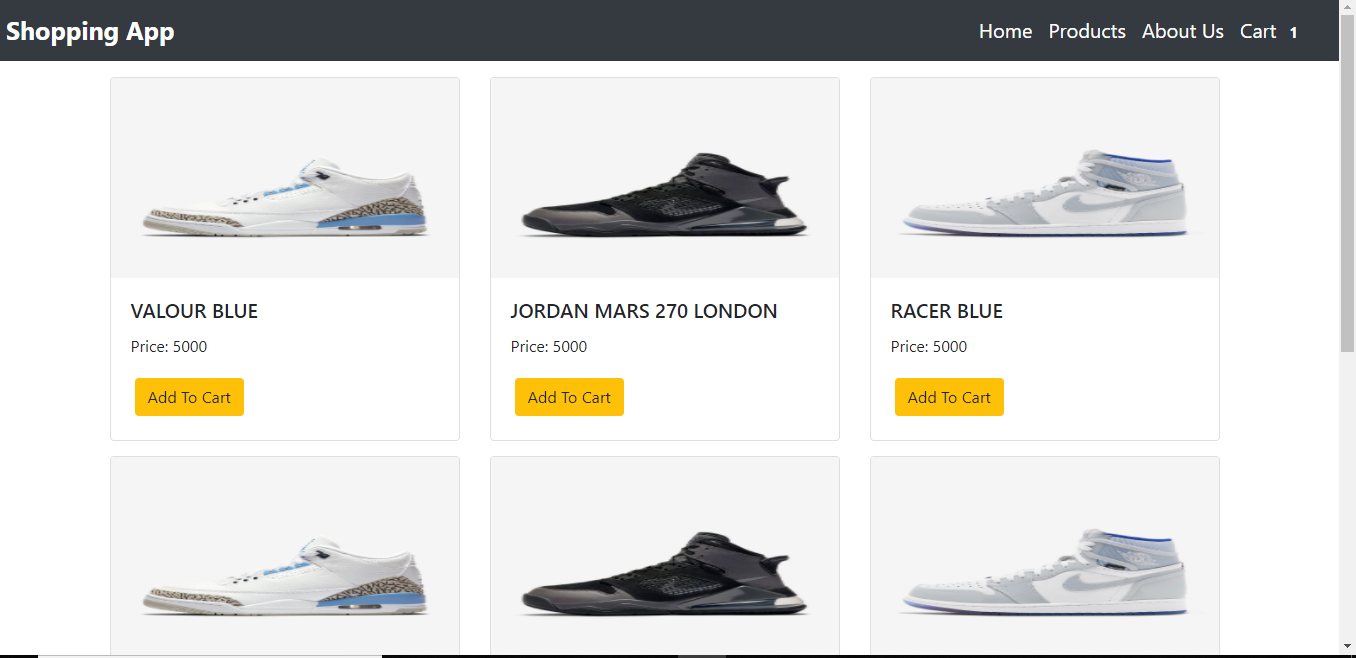 Shopping App
Home Products About Us Cart 1
VALOUR BLUE
Price: 5000
Add To Cart
JORDAN MARS 270 LONDON
Price: 5000
Add To Cart
RACER BLUE
Price: 5000
Add To Cart